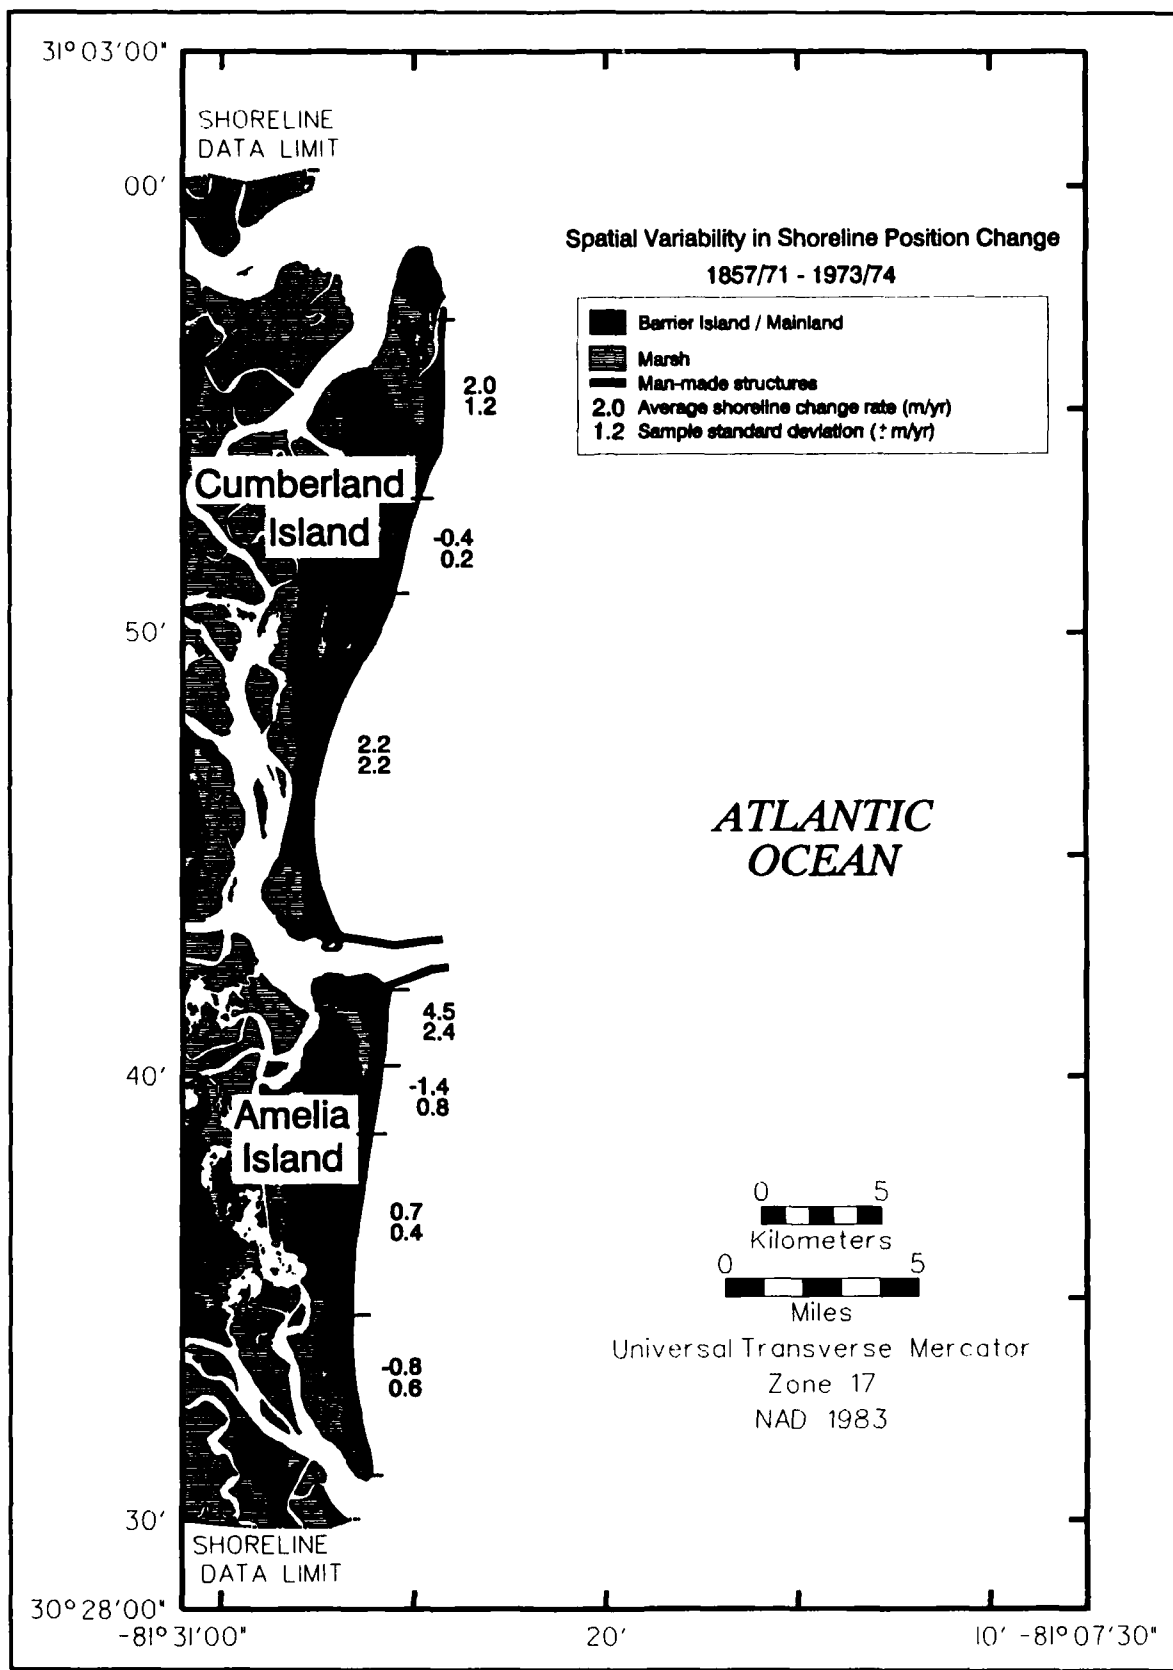 31°03'00"
SHORELINE
DATA LIMIT
00'
Spatial Variability in Shoreline Position Change
1857/71 - 1973/74
Barrier Island / Mainland
Marsh
Man-made structures
2.0 Average shoreline change rate (m/yr)
1.2 Sample standard deviation (± m/yr)
2.0
1.2
Cumberland
Island
-0.4
0.2
50'
2.2
2.2
ATLANTIC
OCEAN
4.5
2.4
40'
-1.4
0.8
Amelia
Island
0.7
0.4
0 5
Kilometers
0 5
Miles
Universal Transverse Mercator
Zone 17
NAD 1983
-0.8
0.6
30'
SHORELINE
DATA LIMIT
30°28'00"
-81°31'00" 20' 10' -81°07'30"